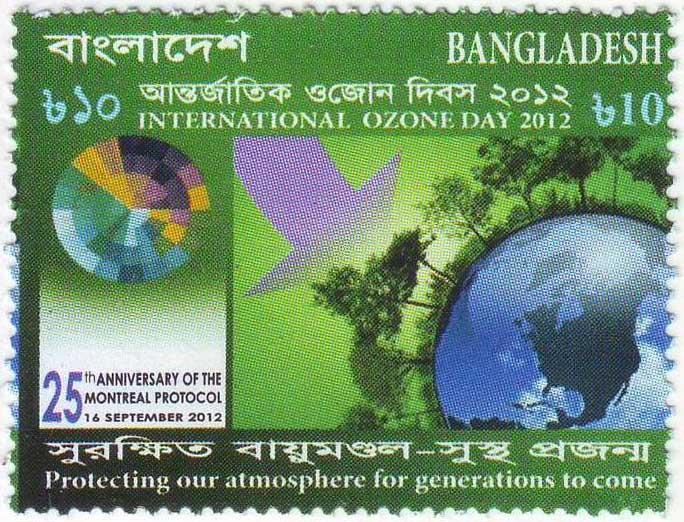 বাংলাদেশ BANGLADESH
৳১০ আন্তর্জাতিক ওজোন দিবস ২০১২ ৳10
INTERNATIONAL OZONE DAY 2012
25th ANNIVERSARY OF THE
MONTREAL PROTOCOL
16 SEPTEMBER 2012
সুরক্ষিত বায়ুমণ্ডল-সুস্থ প্রজন্ম
Protecting our atmosphere for generations to come